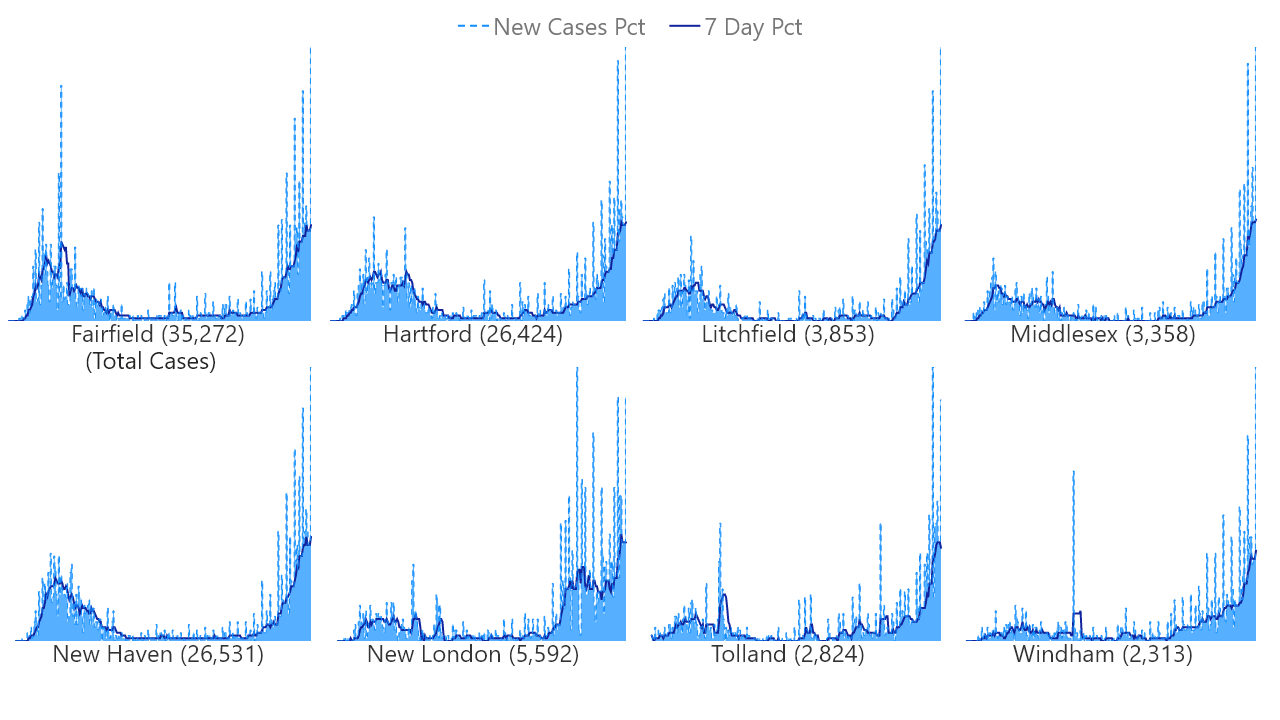 New Cases Pct 7 Day Pct
Fairfield (35,272)
(Total Cases)
Hartford (26,424)
Litchfield (3,853)
Middlesex (3,358)
New Haven (26,531)
New London (5,592)
Tolland (2,824)
Windham (2,313)